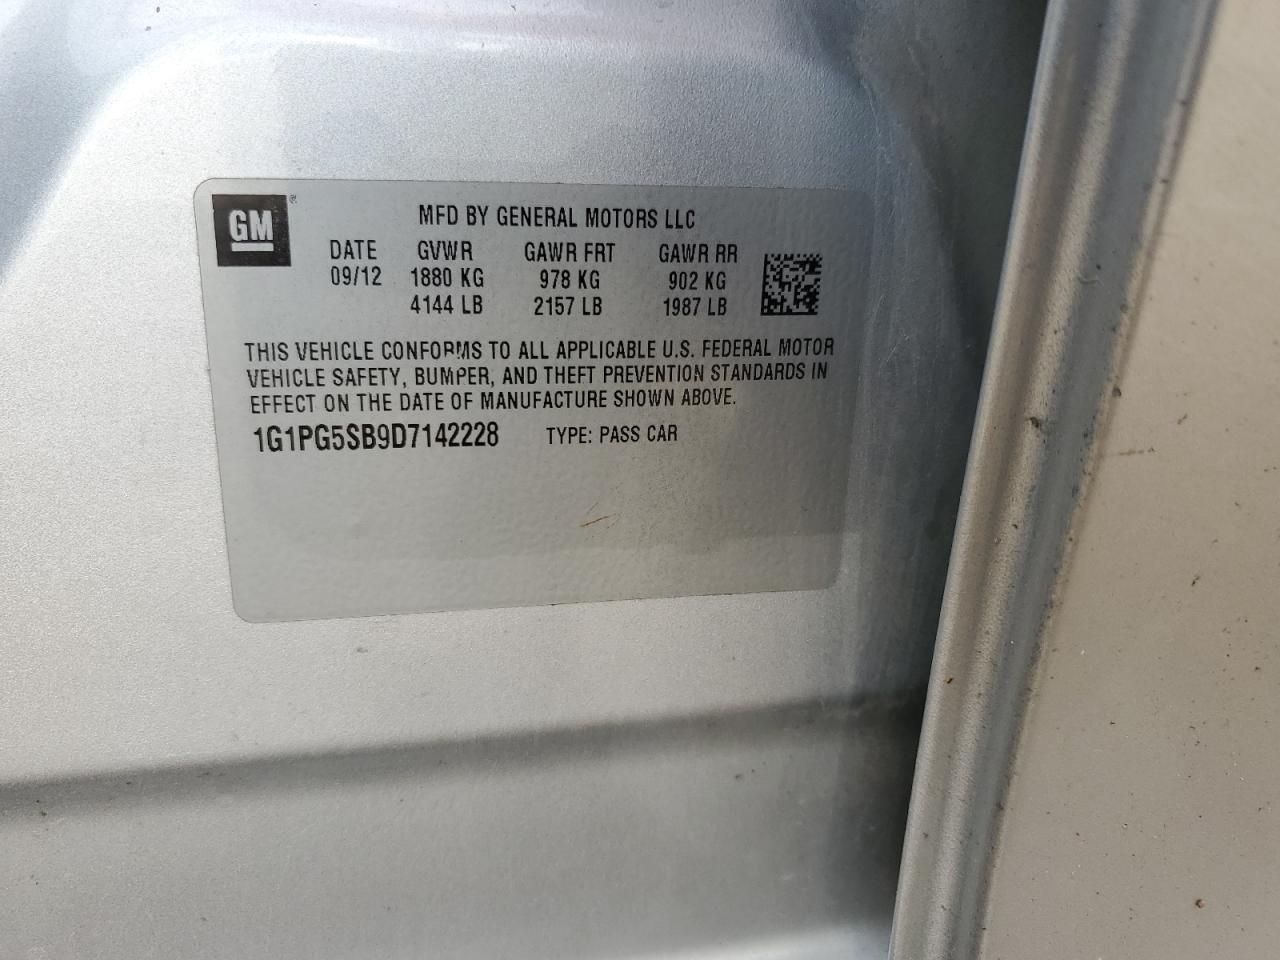 GM
MFD BY GENERAL MOTORS LLC
DATE GVWR GAWR FRT GAWR RR
09/12 1880 KG 978 KG 902 KG
4144 LB 2157 LB 1987 LB
THIS VEHICLE CONFORMS TO ALL APPLICABLE U.S. FEDERAL MOTOR
VEHICLE SAFETY, BUMPER, AND THEFT PREVENTION STANDARDS IN
EFFECT ON THE DATE OF MANUFACTURE SHOWN ABOVE.
1G1PG5SB9D7142228 TYPE: PASS CAR